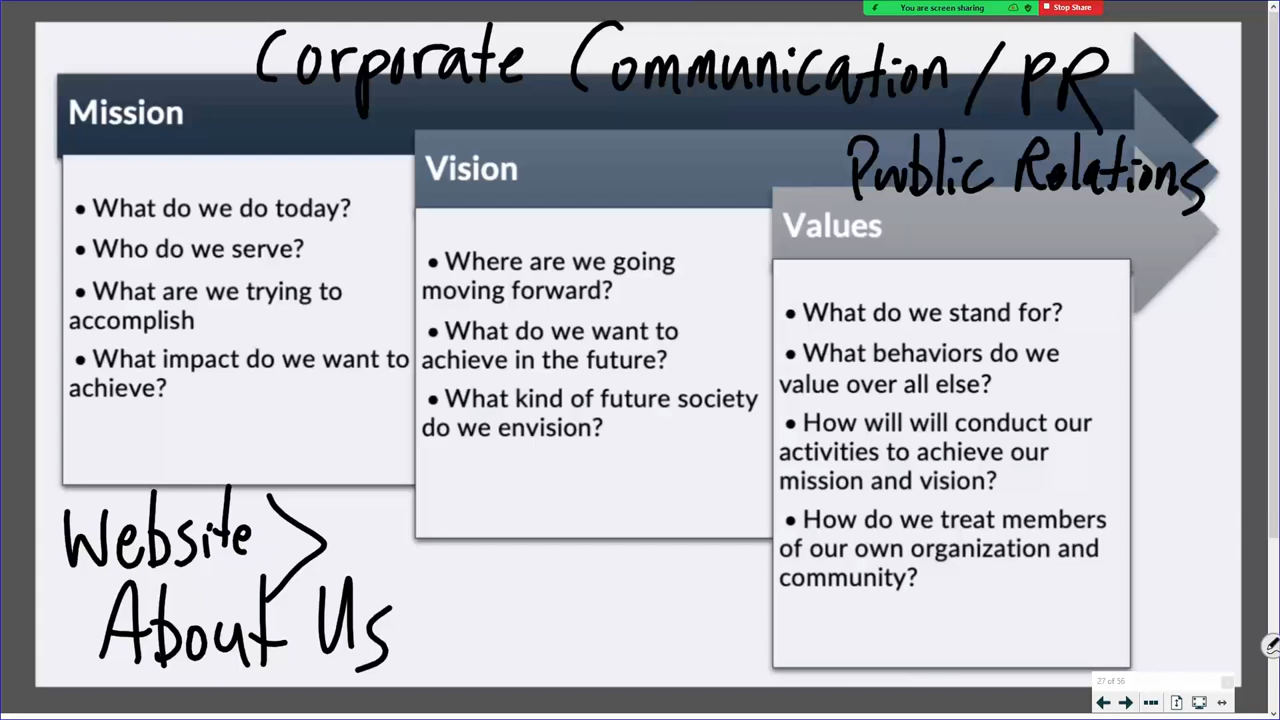 You are screen sharing
Stop Share
Corporate Communication / PR
Public Relations
Mission
• What do we do today?
• Who do we serve?
• What are we trying to
accomplish
• What impact do we want to
achieve?
Vision
• Where are we going
moving forward?
• What do we want to
achieve in the future?
• What kind of future society
do we envision?
Values
• What do we stand for?
• What behaviors do we
value over all else?
• How will will conduct our
activities to achieve our
mission and vision?
• How do we treat members
of our own organization and
community?
Website >
About Us
27 of 56